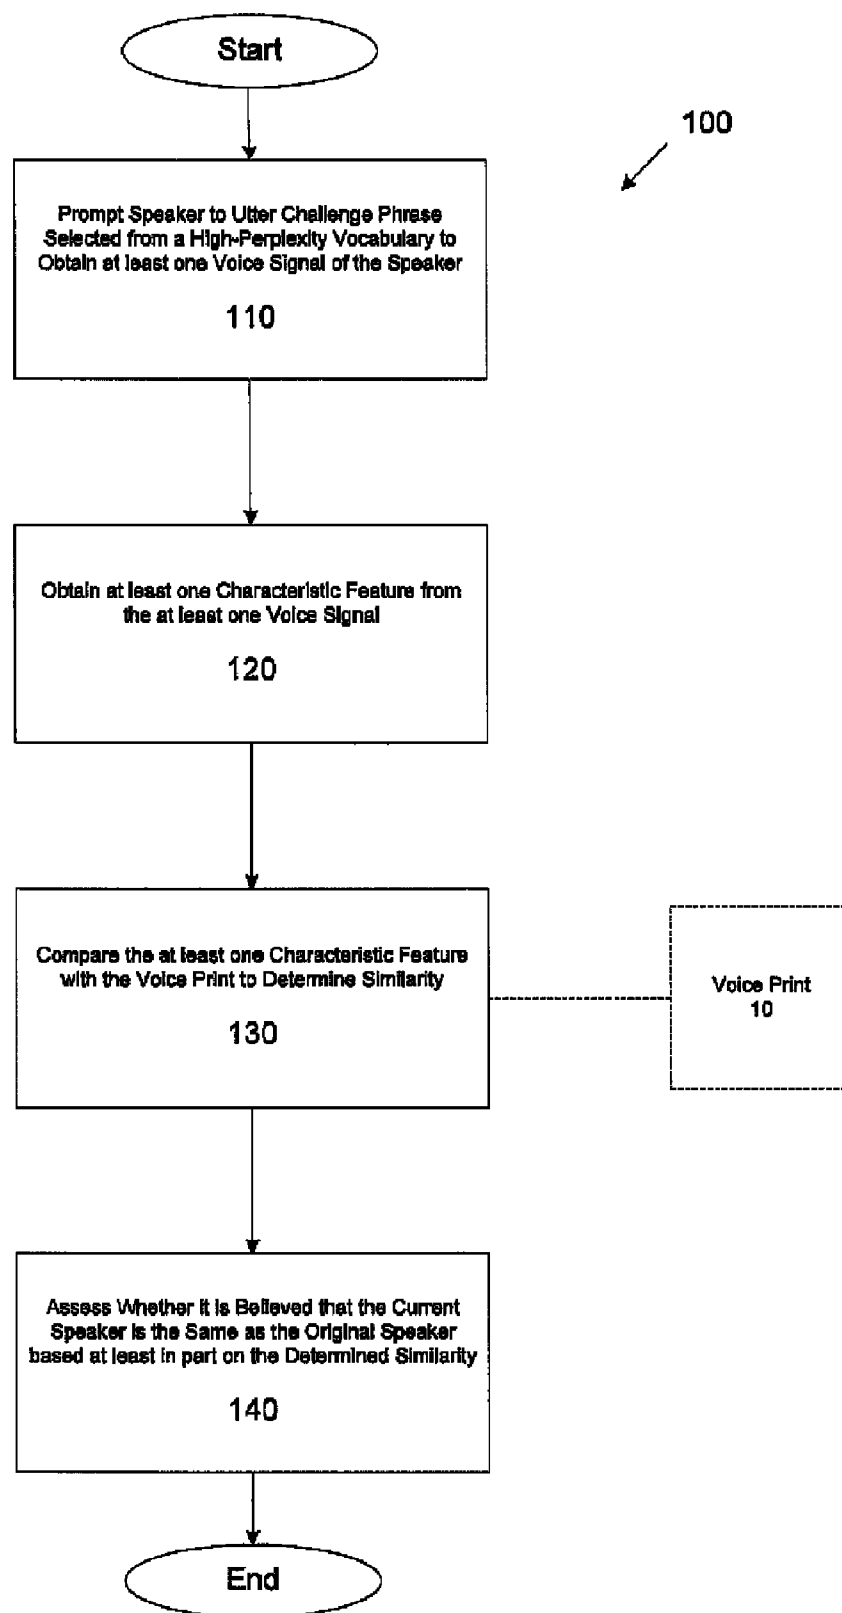 Start
100
Prompt Speaker to Utter Challenge Phrase
Selected from a High-Perplexity Vocabulary to
Obtain at least one Voice Signal of the Speaker
110
Obtain at least one Characteristic Feature from
the at least one Voice Signal
120
Compare the at least one Characteristic Feature
with the Voice Print to Determine Similarity
130
Voice Print
10
Assess Whether it is Believed that the Current
Speaker is the Same as the Original Speaker
based at least in part on the Determined Similarity
140
End